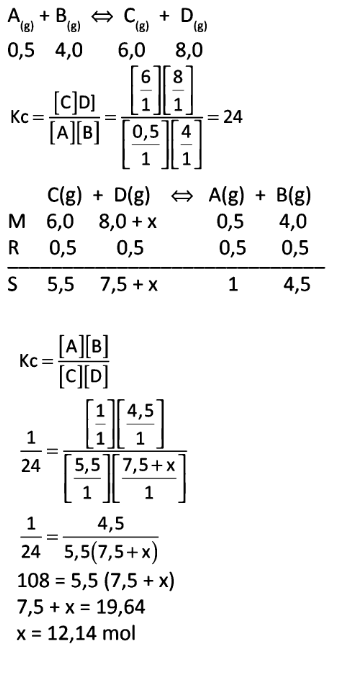 A(g) + B(g) ⇔ C(g) + D(g)
0,5 4,0 6,0 8,0
Kc = [C]D] / [A][B] = [6/1][8/1] / [0,5/1][4/1] = 24
C(g) + D(g) ⇔ A(g) + B(g)
M 6,0 8,0 + x 0,5 4,0
R 0,5 0,5 0,5 0,5
S 5,5 7,5 + x 1 4,5
Kc = [A][B] / [C][D]
1/24 = [1/1][4,5/1] / [5,5/1][7,5+x/1]
1/24 = 4,5 / 5,5(7,5+x)
108 = 5,5 (7,5 + x)
7,5 + x = 19,64
x = 12,14 mol